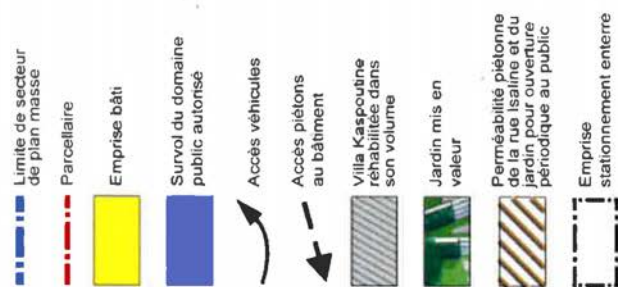 Limite de secteur
de plan masse
Parcellaire
Emprise bâti
Survol du domaine
public autorisé
Accès véhicules
Accès piétons
au bâtiment
Villa Kaspoutine
réhabilitée dans
son volume
Jardin mis en
valeur
Perméabilité piétonne
de la rue Isaline et du
jardin pour ouverture
périodique au public
Emprise
stationnement enterré